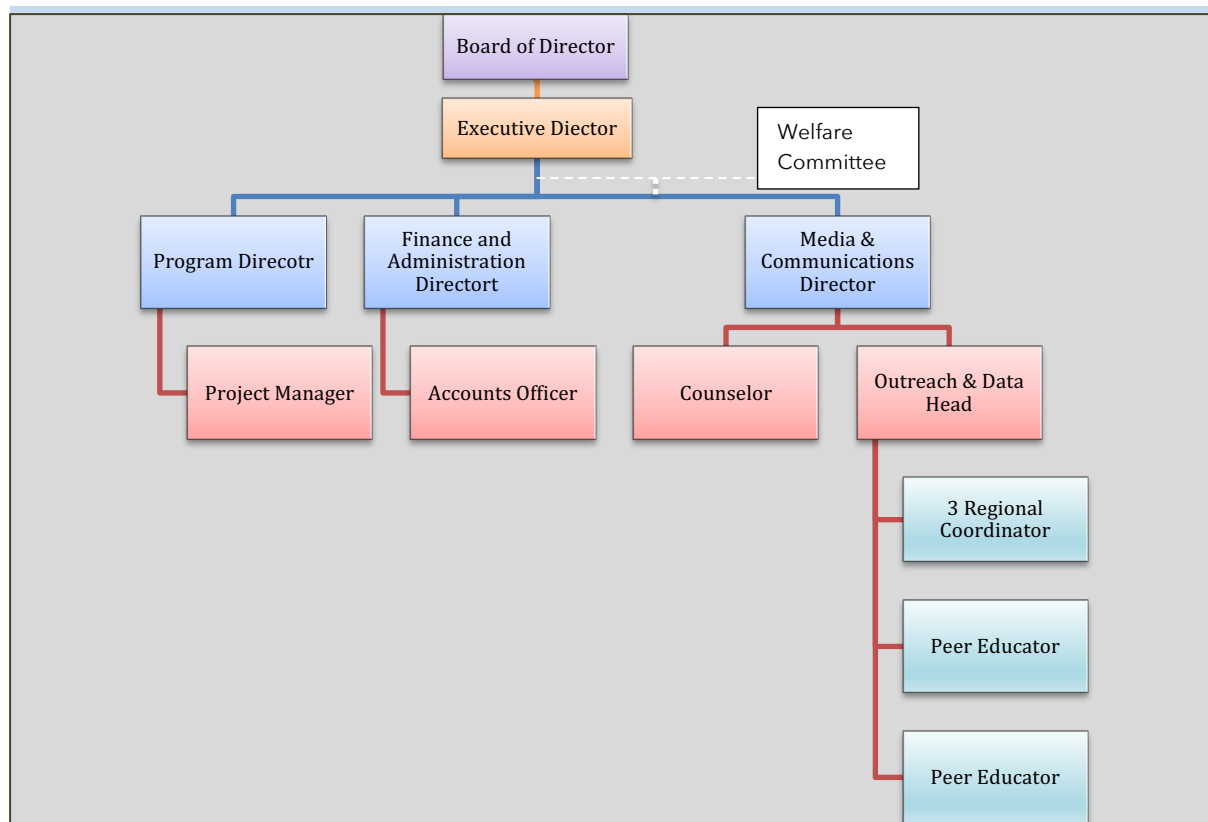 Board of Director
Executive Diector
Welfare
Committee
Program Direcotr
Finance and
Administration
Directort
Media &
Communications
Director
Project Manager
Accounts Officer
Counselor
Outreach & Data
Head
3 Regional
Coordinator
Peer Educator
Peer Educator